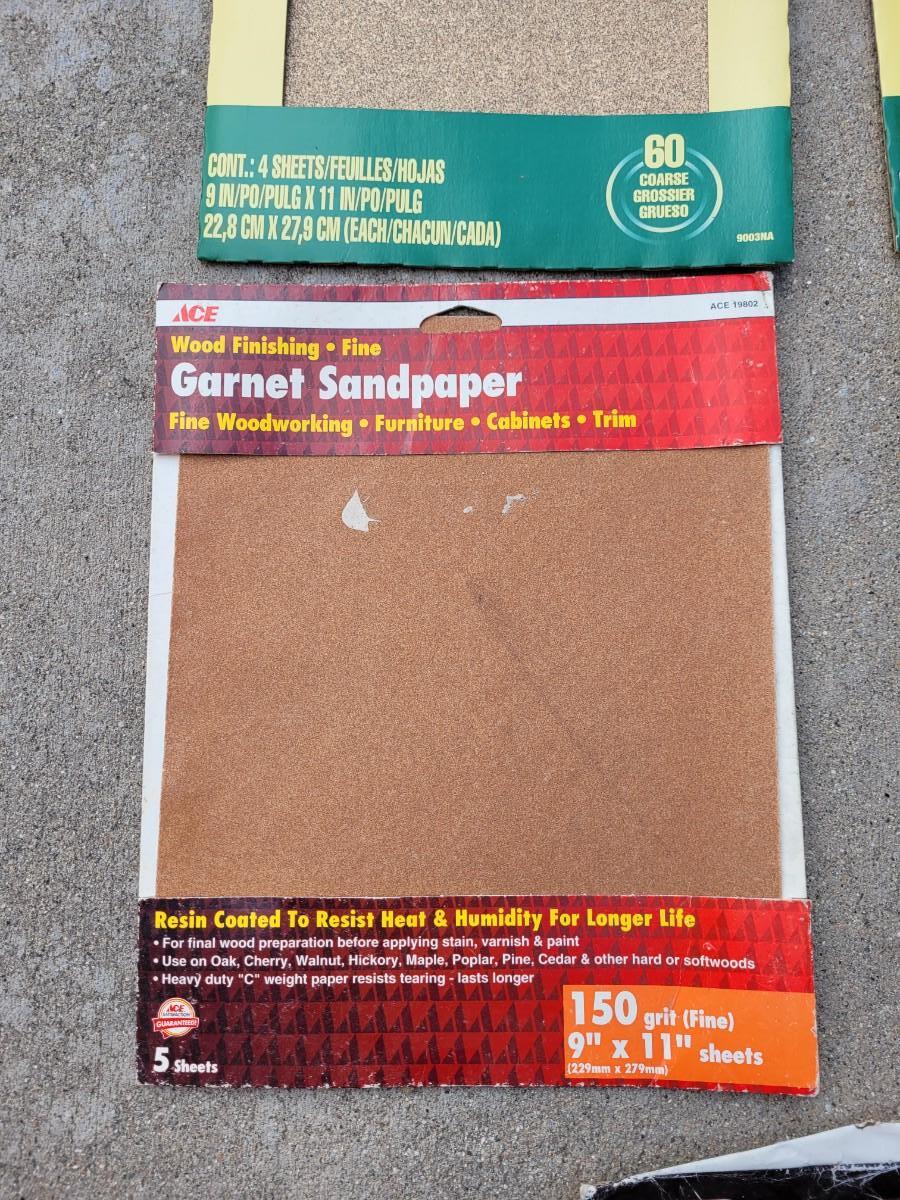 CONT.: 4 SHEETS/FEUILLES/HOJAS
9 IN/PO/PULG X 11 IN/PO/PULG
22,8 CM X 27,9 CM (EACH/CHACUN/CADA)
60
COARSE
GROSSIER
GRUESO
9003NA
ACE
ACE 19802
Wood Finishing • Fine
Garnet Sandpaper
Fine Woodworking • Furniture • Cabinets • Trim
Resin Coated To Resist Heat & Humidity For Longer Life
• For final wood preparation before applying stain, varnish & paint
• Use on Oak, Cherry, Walnut, Hickory, Maple, Poplar, Pine, Cedar & other hard or softwoods
• Heavy duty "C" weight paper resists tearing - lasts longer
ACE
SATISFACTION
GUARANTEED!
5 Sheets
150 grit (Fine)
9" x 11" sheets
(229mm x 279mm)